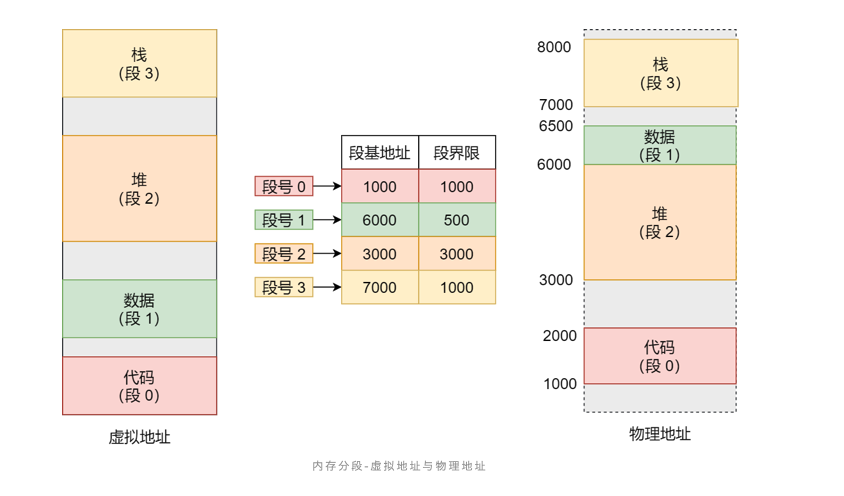 栈
（段 3）
堆
（段 2）
数据
（段 1）
代码
（段 0）
虚拟地址
段基地址 段界限
段号 0 1000 1000
段号 1 6000 500
段号 2 3000 3000
段号 3 7000 1000
8000
栈
（段 3）
7000
6500
数据
（段 1）
6000
堆
（段 2）
3000
2000
代码
（段 0）
1000
物理地址
内存分段-虚拟地址与物理地址